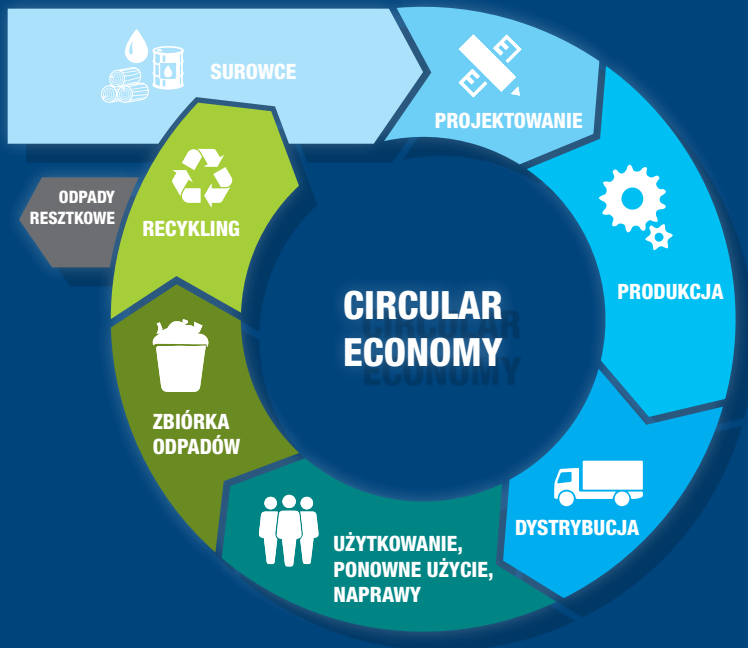 SUROWCE
PROJEKTOWANIE
PRODUKCJA
DYSTRYBUCJA
UŻYTKOWANIE,
PONOWNE UŻYCIE,
NAPRAWY
ZBIÓRKA
ODPADÓW
RECYKLING
ODPADY
RESZTKOWE
CIRCULAR
ECONOMY